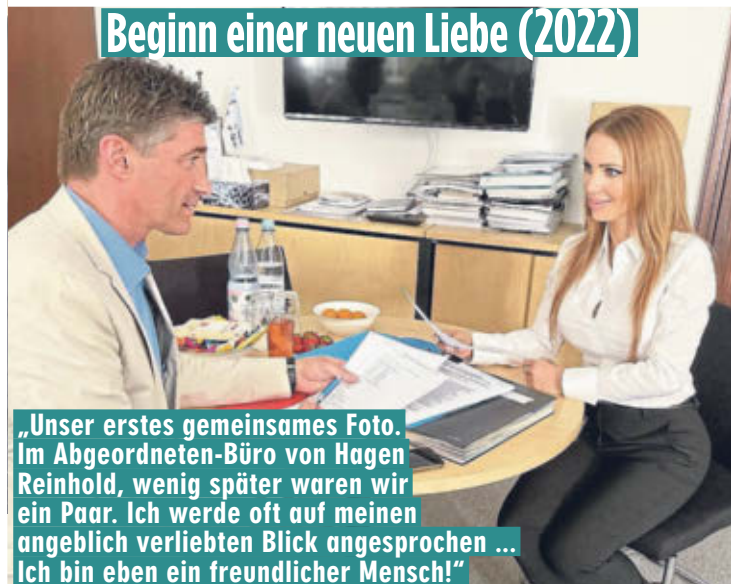 Beginn einer neuen Liebe (2022)
„Unser erstes gemeinsames Foto.
Im Abgeordneten-Büro von Hagen
Reinhold, wenig später waren wir
ein Paar. Ich werde oft auf meinen
angeblich verliebten Blick angesprochen ...
Ich bin eben ein freundlicher Mensch!“